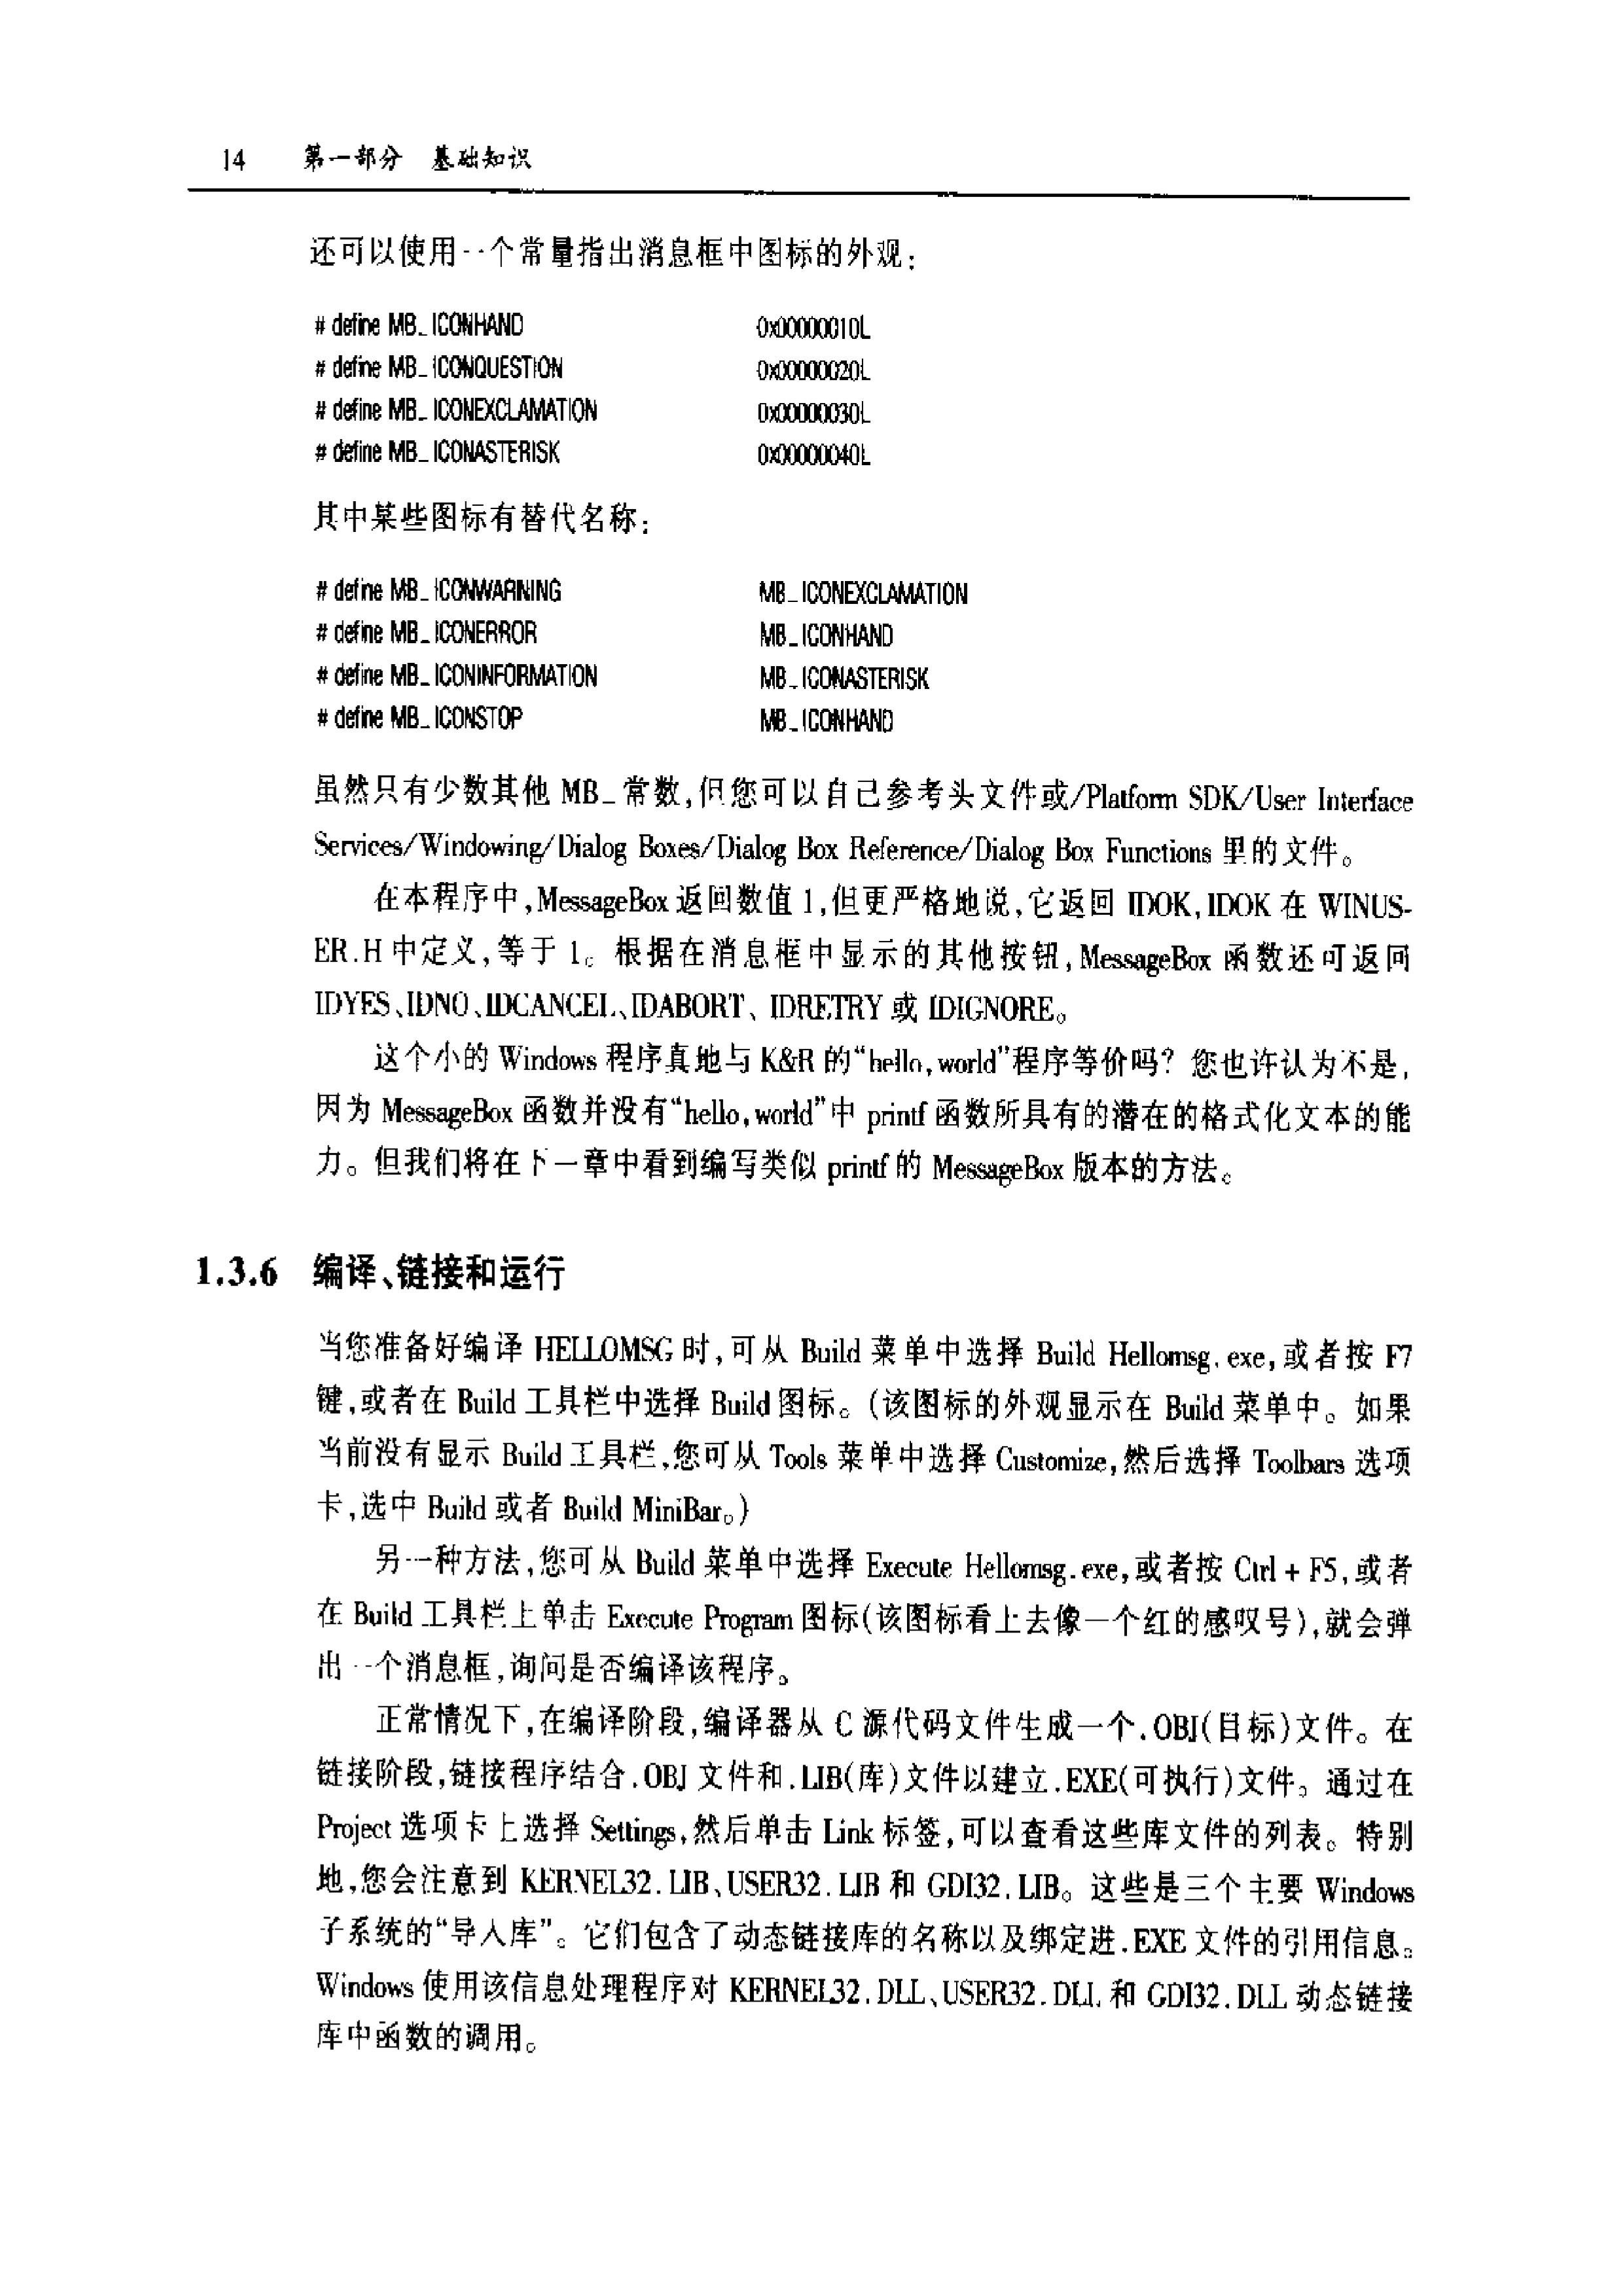 14 第一部分 基础知识
还可以使用一个常量指出消息框中图标的外观:
# define MB_ICONHAND 0x00000010L
# define MB_ICONQUESTION 0x00000020L
# define MB_ICONEXCLAMATION 0x00000030L
# define MB_ICONASTERISK 0x00000040L
其中某些图标有替代名称:
# define MB_ICONWARNING MB_ICONEXCLAMATION
# define MB_ICONERROR MB_ICONHAND
# define MB_ICONINFORMATION MB_ICONASTERISK
# define MB_ICONSTOP MB_ICONHAND
虽然只有少数其他 MB_常数,但您可以自己参考头文件或/Platform SDK/User Interface
Services/Windowing/Dialog Boxes/Dialog Box Reference/Dialog Box Functions 里的文件。
在本程序中,MessageBox 返回数值 1,但更严格地说,它返回 IDOK,IDOK 在 WINUS-
ER.H 中定义,等于 1。根据在消息框中显示的其他按钮,MessageBox 函数还可返回
IDYES、IDNO、IDCANCEL、IDABORT、IDRETRY 或 IDIGNORE。
这个小的 Windows 程序真地与 K&R 的“hello,world”程序等价吗? 您也许认为不是,
因为 MessageBox 函数并没有“hello,world”中 printf 函数所具有的潜在的格式化文本的能
力。但我们将在下一章中看到编写类似 printf 的 MessageBox 版本的方法。
1.3.6 编译、链接和运行
当您准备好编译 HELLOMSG 时,可从 Build 菜单中选择 Build Hellomsg.exe,或者按 F7
键,或者在 Build 工具栏中选择 Build 图标。(该图标的外观显示在 Build 菜单中。如果
当前没有显示 Build 工具栏,您可从 Tools 菜单中选择 Customize,然后选择 Toolbars 选项
卡,选中 Build 或者 Build MiniBar。)
另一种方法,您可从 Build 菜单中选择 Execute Hellomsg.exe,或者按 Ctrl + F5,或者
在 Build 工具栏上单击 Execute Program 图标(该图标看上去像一个红的感叹号),就会弹
出一个消息框,询问是否编译该程序。
正常情况下,在编译阶段,编译器从 C 源代码文件生成一个.OBJ(目标)文件。在
链接阶段,链接程序结合.OBJ 文件和.LIB(库)文件以建立.EXE(可执行)文件。通过在
Project 选项卡上选择 Settings,然后单击 Link 标签,可以查看这些库文件的列表。特别
地,您会注意到 KERNEL32.LIB、USER32.LIB 和 GDI32.LIB。这些是三个主要 Windows
子系统的“导入库”。它们包含了动态链接库的名称以及绑定进.EXE 文件的引用信息。
Windows 使用该信息处理程序对 KERNEL32.DLL、USER32.DLL 和 GDI32.DLL 动态链接
库中函数的调用。